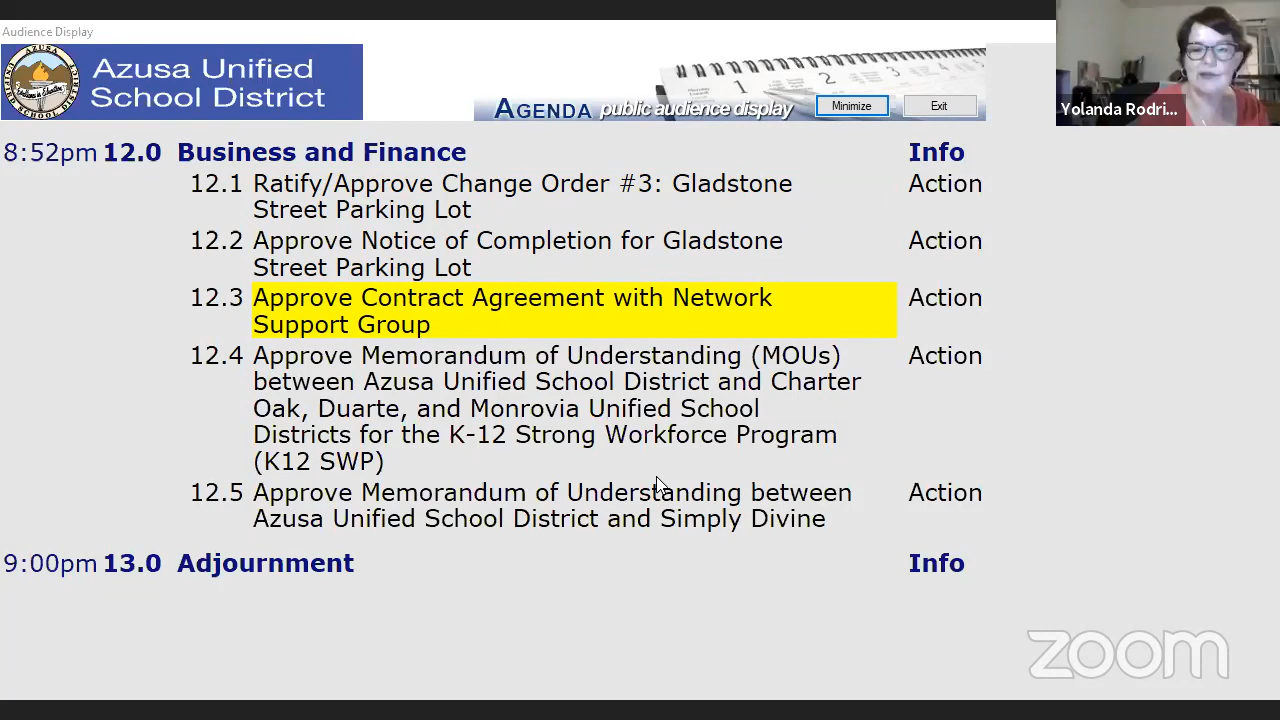 Audience Display
Azusa Unified
School District
AGENDA public audience display
1 2 3 4 5
Minimize
Exit
Yolanda Rodri...
8:52pm 12.0 Business and Finance Info
12.1 Ratify/Approve Change Order #3: Gladstone Action
Street Parking Lot
12.2 Approve Notice of Completion for Gladstone Action
Street Parking Lot
12.3 Approve Contract Agreement with Network Action
Support Group
12.4 Approve Memorandum of Understanding (MOUs) Action
between Azusa Unified School District and Charter
Oak, Duarte, and Monrovia Unified School
Districts for the K-12 Strong Workforce Program
(K12 SWP)
12.5 Approve Memorandum of Understanding between Action
Azusa Unified School District and Simply Divine
9:00pm 13.0 Adjournment Info
zoom